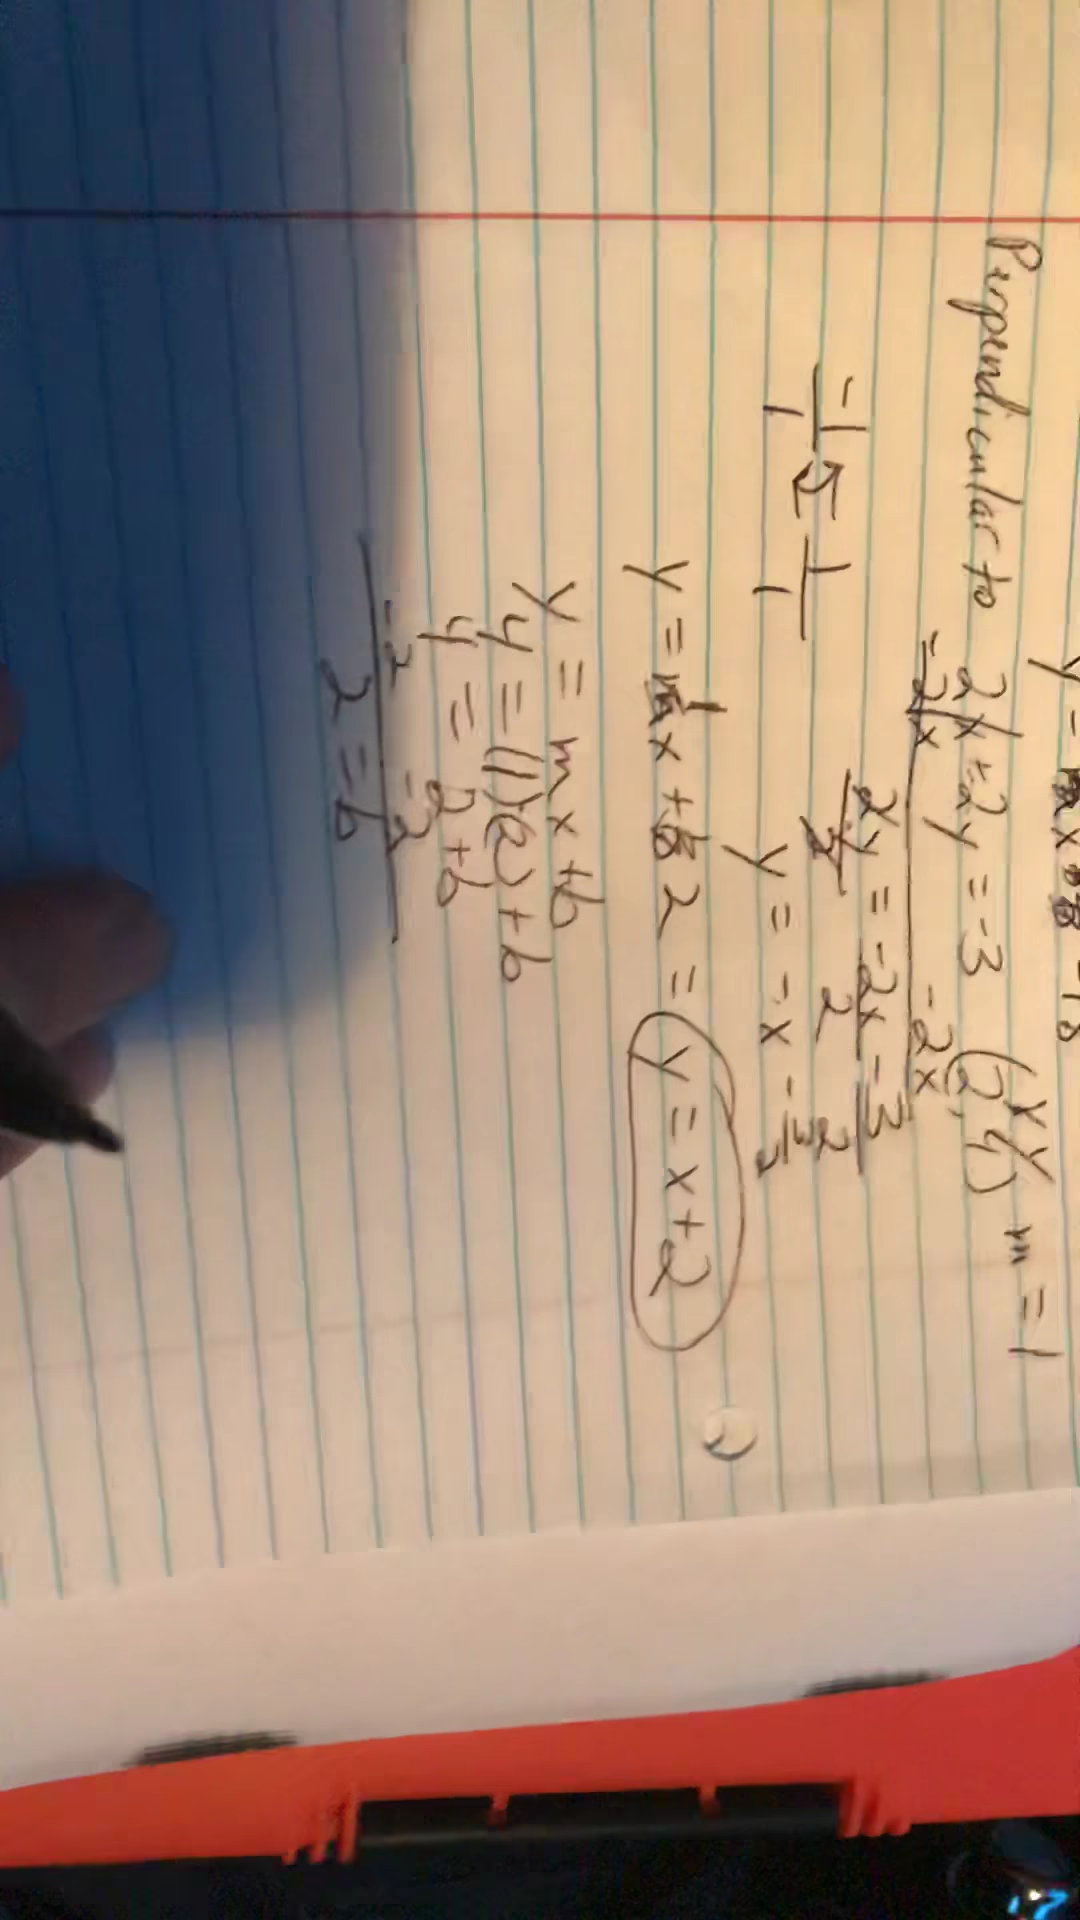 Perpendicular to 2x + 2y = -3 (2, 4) m = 1
x y
-2x -2x
-1/1 ⇒ 1/1
2y/2 = -2x/2 -3/2
y = -x - 3/2
y = x + 2 = y = x + 2
y = mx + b
y = (1)(2) + b
4 = 2 + b
-2 -2
2 = b